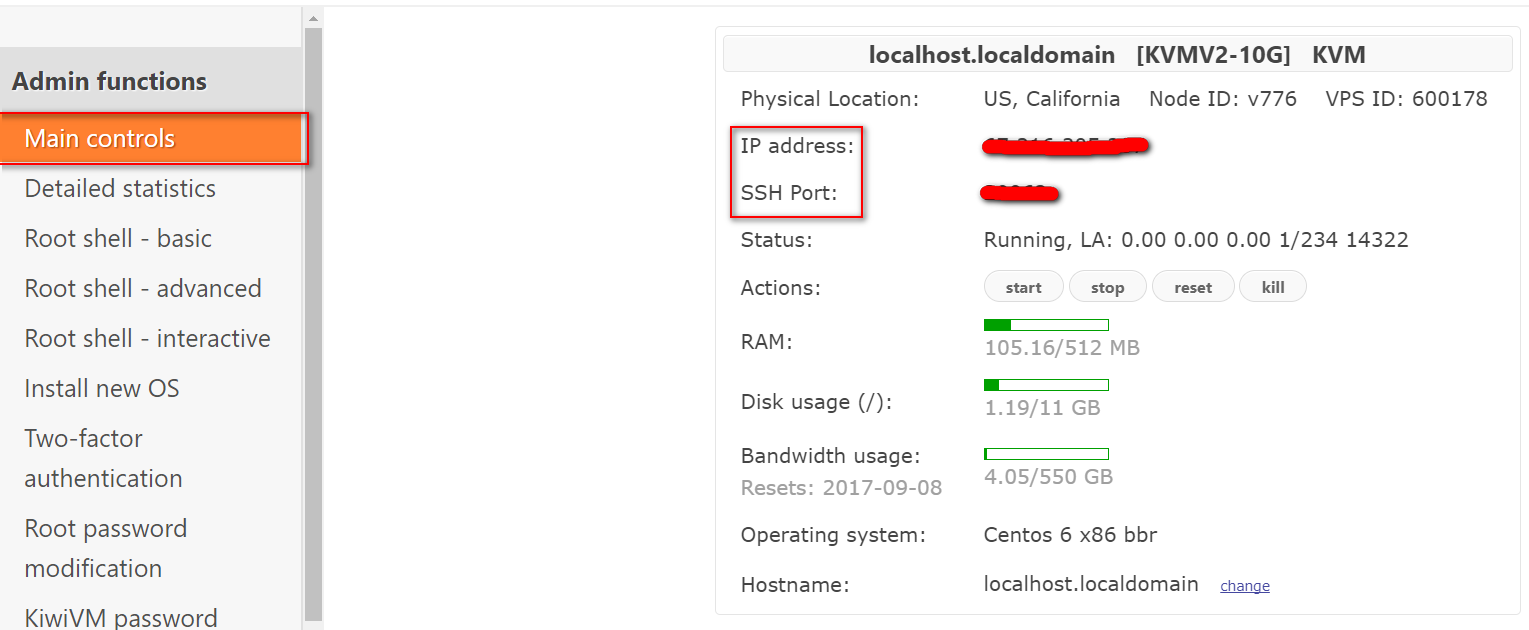 Admin functions
Main controls
Detailed statistics
Root shell - basic
Root shell - advanced
Root shell - interactive
Install new OS
Two-factor
authentication
Root password
modification
KiwiVM password
localhost.localdomain [KVMV2-10G] KVM
Physical Location: US, California Node ID: v776 VPS ID: 600178
IP address:
SSH Port:
Status: Running, LA: 0.00 0.00 0.00 1/234 14322
Actions: start stop reset kill
RAM:
105.16/512 MB
Disk usage (/):
1.19/11 GB
Bandwidth usage:
4.05/550 GB
Resets: 2017-09-08
Operating system: Centos 6 x86 bbr
Hostname: localhost.localdomain change